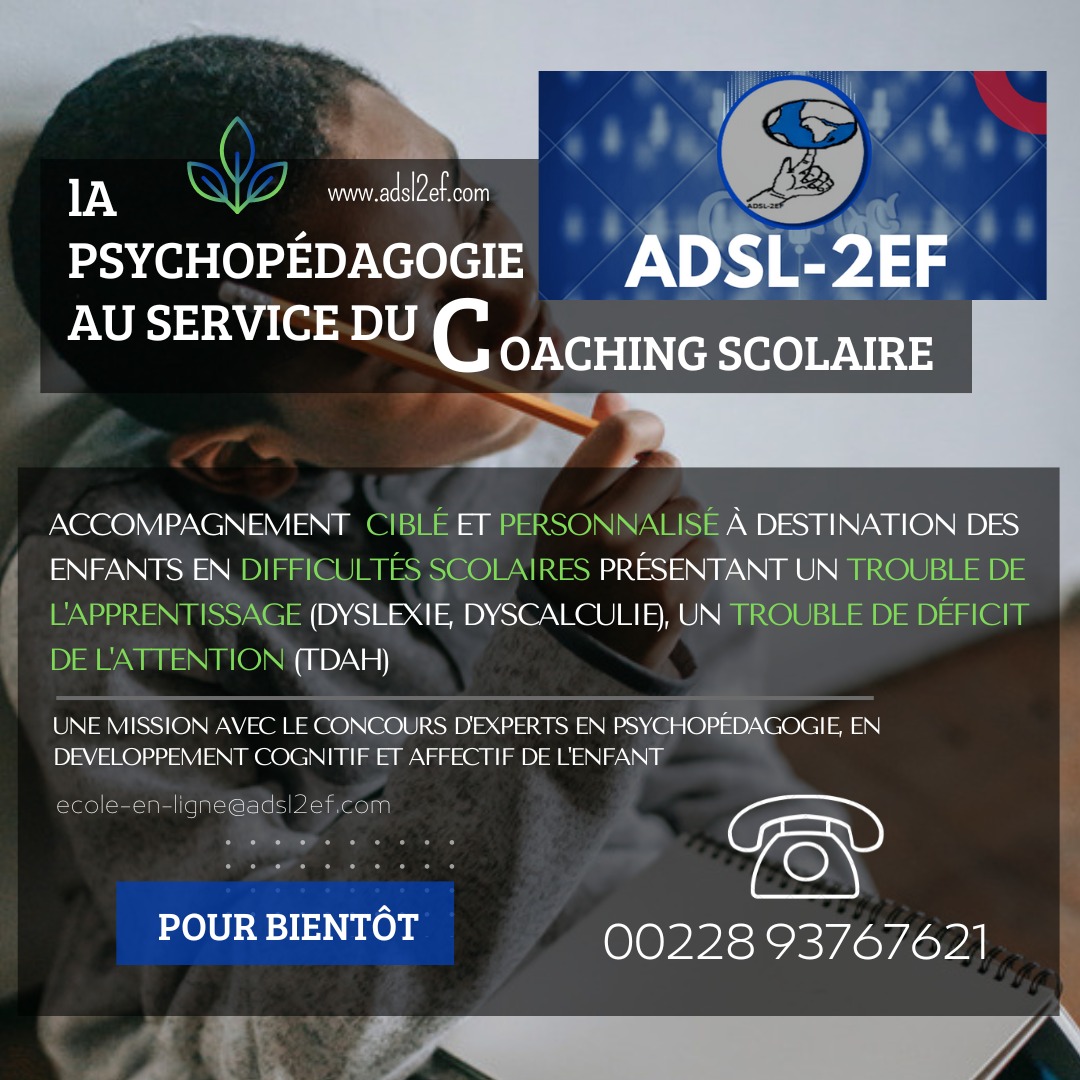 lA
www.adsl2ef.com
PSYCHOPÉDAGOGIE
AU SERVICE DU COACHING SCOLAIRE
ADSL-2EF
ADSL-2EF
ACCOMPAGNEMENT CIBLÉ ET PERSONNALISÉ À DESTINATION DES
ENFANTS EN DIFFICULTÉS SCOLAIRES PRÉSENTANT UN TROUBLE DE
L'APPRENTISSAGE (DYSLEXIE, DYSCALCULIE), UN TROUBLE DE DÉFICIT
DE L'ATTENTION (TDAH)
UNE MISSION AVEC LE CONCOURS D'EXPERTS EN PSYCHOPÉDAGOGIE, EN
DEVELOPPEMENT COGNITIF ET AFFECTIF DE L'ENFANT
ecole-en-ligne@adsl2ef.com
POUR BIENTÔT
00228 93767621